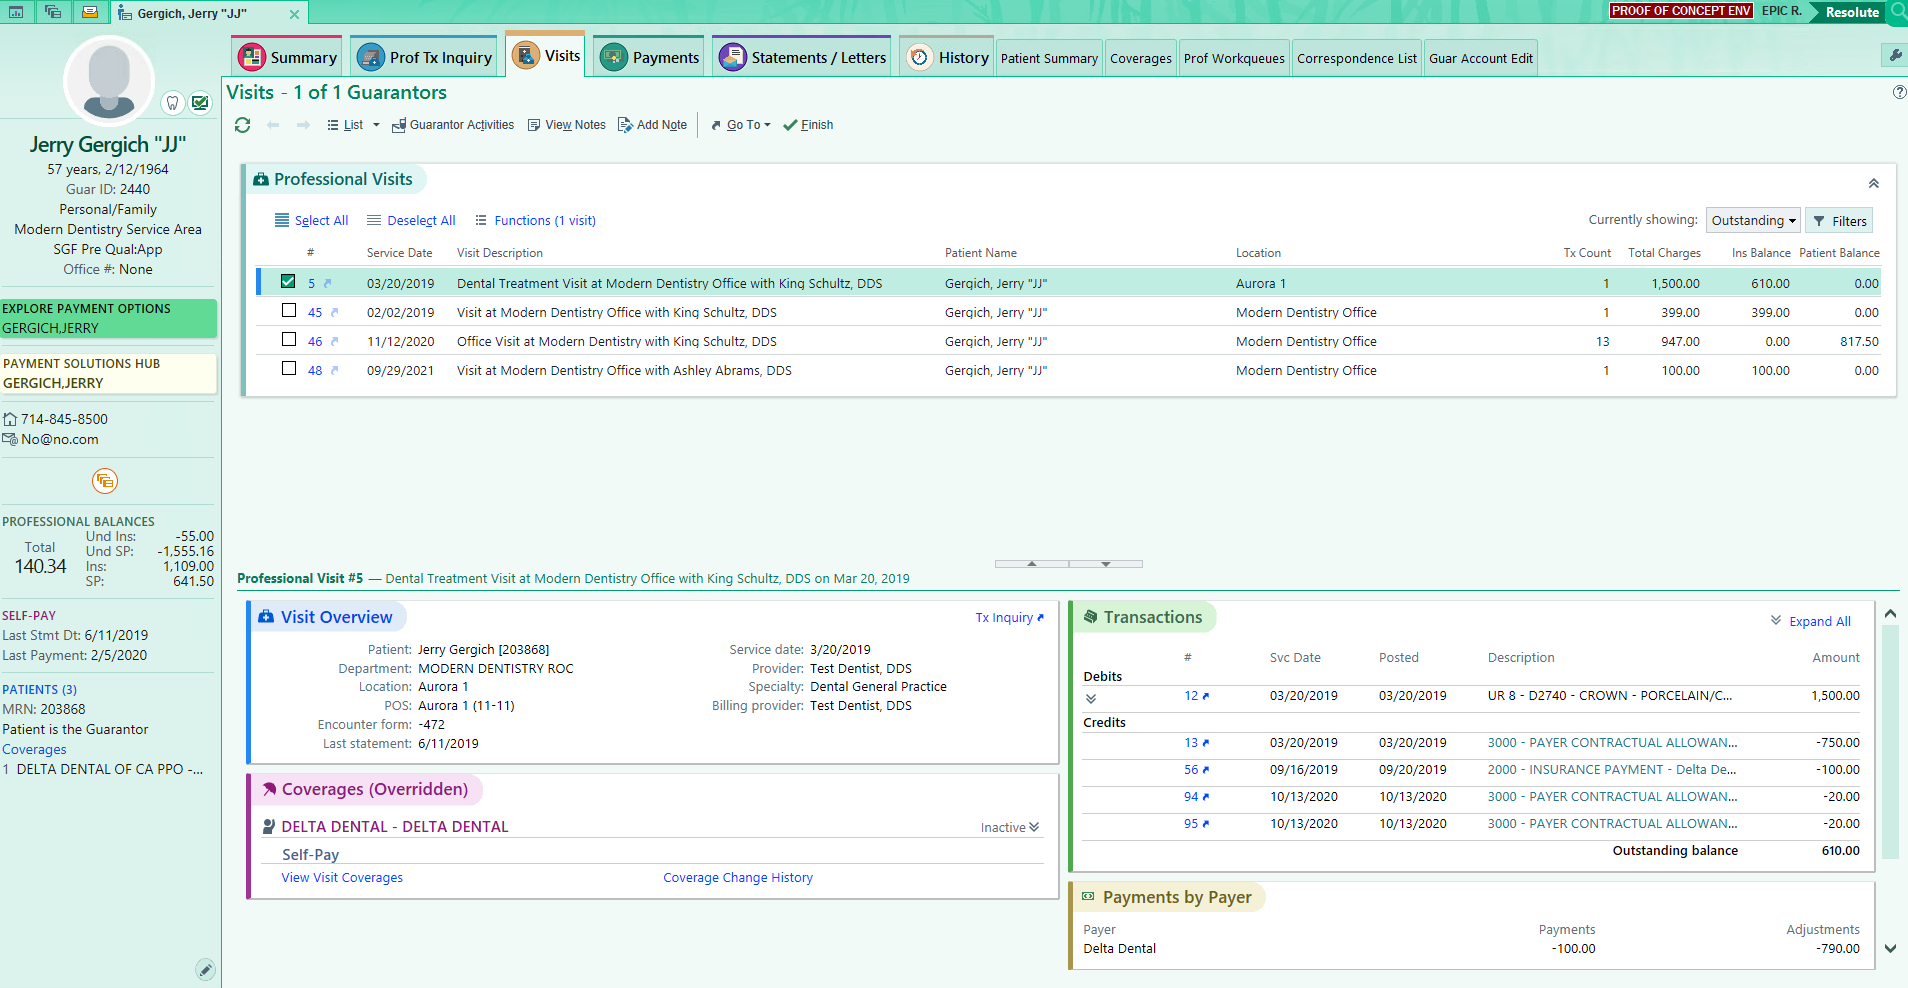 Gergich, Jerry "JJ"
PROOF OF CONCEPT ENV EPIC R. Resolute
Summary Prof Tx Inquiry Visits Payments Statements / Letters History Patient Summary Coverages Prof Workqueues Correspondence List Guar Account Edit
Visits - 1 of 1 Guarantors
List Guarantor Activities View Notes Add Note Go To Finish
Jerry Gergich "JJ"
57 years, 2/12/1964
Guar ID: 2440
Personal/Family
Modern Dentistry Service Area
SGF Pre Qual:App
Office #: None
EXPLORE PAYMENT OPTIONS
GERGICH,JERRY
PAYMENT SOLUTIONS HUB
GERGICH,JERRY
714-845-8500
No@no.com
PROFESSIONAL BALANCES
Total
140.34
Und Ins: -55.00
Und SP: -1,555.16
Ins: 1,109.00
SP: 641.50
SELF-PAY
Last Stmt Dt: 6/11/2019
Last Payment: 2/5/2020
PATIENTS (3)
MRN: 203868
Patient is the Guarantor
Coverages
1 DELTA DENTAL OF CA PPO -...
Professional Visits
Select All Deselect All Functions (1 visit) Currently showing: Outstanding Filters
# Service Date Visit Description Patient Name Location Tx Count Total Charges Ins Balance Patient Balance
5 03/20/2019 Dental Treatment Visit at Modern Dentistry Office with King Schultz, DDS Gergich, Jerry "JJ" Aurora 1 1 1,500.00 610.00 0.00
45 02/02/2019 Visit at Modern Dentistry Office with King Schultz, DDS Gergich, Jerry "JJ" Modern Dentistry Office 1 399.00 399.00 0.00
46 11/12/2020 Office Visit at Modern Dentistry with King Schultz, DDS Gergich, Jerry "JJ" Modern Dentistry Office 13 947.00 0.00 817.50
48 09/29/2021 Visit at Modern Dentistry Office with Ashley Abrams, DDS Gergich, Jerry "JJ" Modern Dentistry Office 1 100.00 100.00 0.00
Professional Visit #5 — Dental Treatment Visit at Modern Dentistry Office with King Schultz, DDS on Mar 20, 2019
Visit Overview Tx Inquiry
Patient: Jerry Gergich [203868] Service date: 3/20/2019
Department: MODERN DENTISTRY ROC Provider: Test Dentist, DDS
Location: Aurora 1 Specialty: Dental General Practice
POS: Aurora 1 (11-11) Billing provider: Test Dentist, DDS
Encounter form: -472
Last statement: 6/11/2019
Coverages (Overridden)
DELTA DENTAL - DELTA DENTAL Inactive
Self-Pay
View Visit Coverages Coverage Change History
Transactions Expand All
# Svc Date Posted Description Amount
Debits
12 03/20/2019 03/20/2019 UR 8 - D2740 - CROWN - PORCELAIN/C... 1,500.00
Credits
13 03/20/2019 03/20/2019 3000 - PAYER CONTRACTUAL ALLOWAN... -750.00
56 09/16/2019 09/20/2019 2000 - INSURANCE PAYMENT - Delta De... -100.00
94 10/13/2020 10/13/2020 3000 - PAYER CONTRACTUAL ALLOWAN... -20.00
95 10/13/2020 10/13/2020 3000 - PAYER CONTRACTUAL ALLOWAN... -20.00
Outstanding balance 610.00
Payments by Payer
Payer Payments Adjustments
Delta Dental -100.00 -790.00